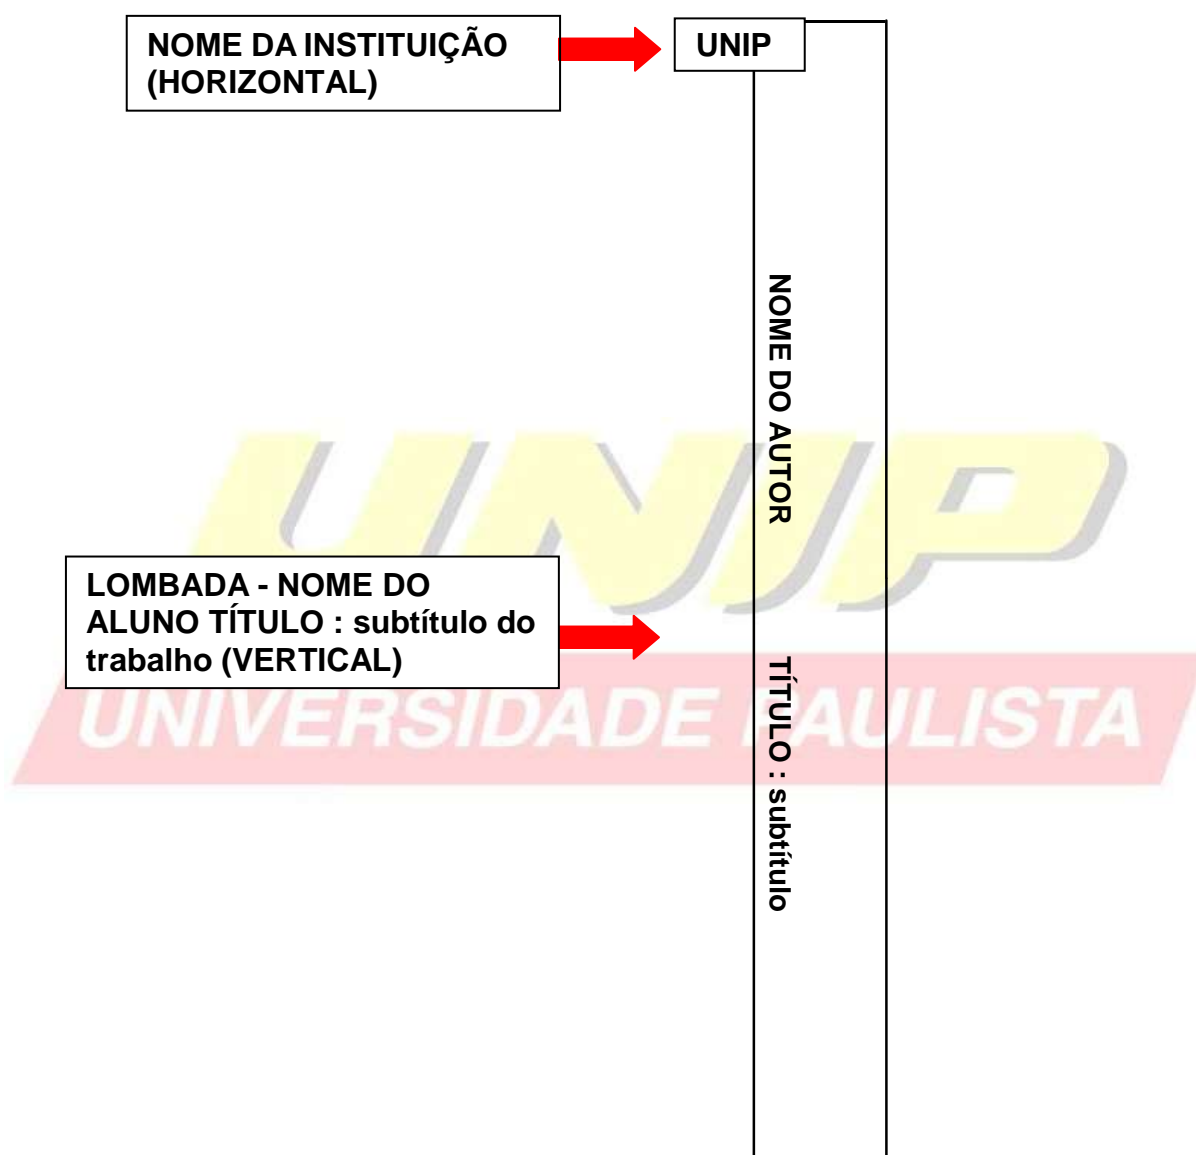 NOME DA INSTITUIÇÃO
(HORIZONTAL)
UNIP
NOME DO AUTOR
UNIP
LOMBADA - NOME DO
ALUNO TÍTULO : subtítulo do
trabalho (VERTICAL)
TÍTULO : subtítulo
UNIVERSIDADE PAULISTA